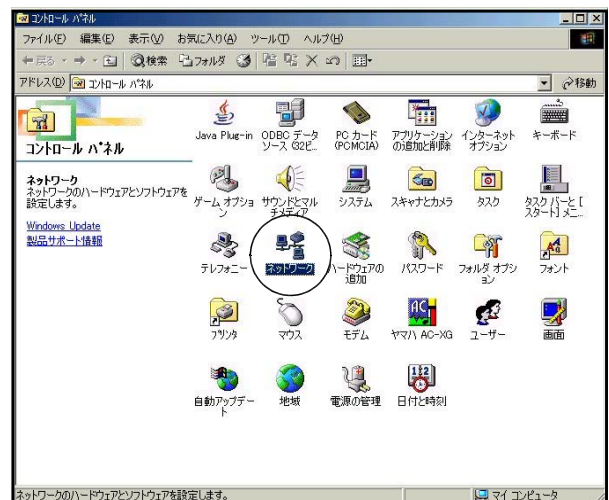 コントロール パネル
ファイル(F) 編集(E) 表示(V) お気に入り(A) ツール(T) ヘルプ(H)
戻る 検索 フォルダ
アドレス(D) コントロール パネル 移動
コントロール パネル
ネットワーク
ネットワークのハードウェアとソフトウェアを
設定します。
Windows Update
製品サポート情報
Java Plug-in ODBC データ PC カード アプリケーション インターネット キーボード
ソース (32ビ... (PCMCIA) の追加と削除 オプション
ゲーム オプショ サウンドとマル システム スキャナとカメラ タスク タスク バーと [
ン チメディア スタート] メニ...
テレフォニー ネットワーク ハードウェアの パスワード フォルダ オプシ フォント
追加 ョン
プリンタ マウス モデム ヤマハ AC-XG ユーザー 画面
自動アップデー 地域 電源の管理 日付と時刻
ト
ネットワークのハードウェアとソフトウェアを設定します。 マイ コンピュータ